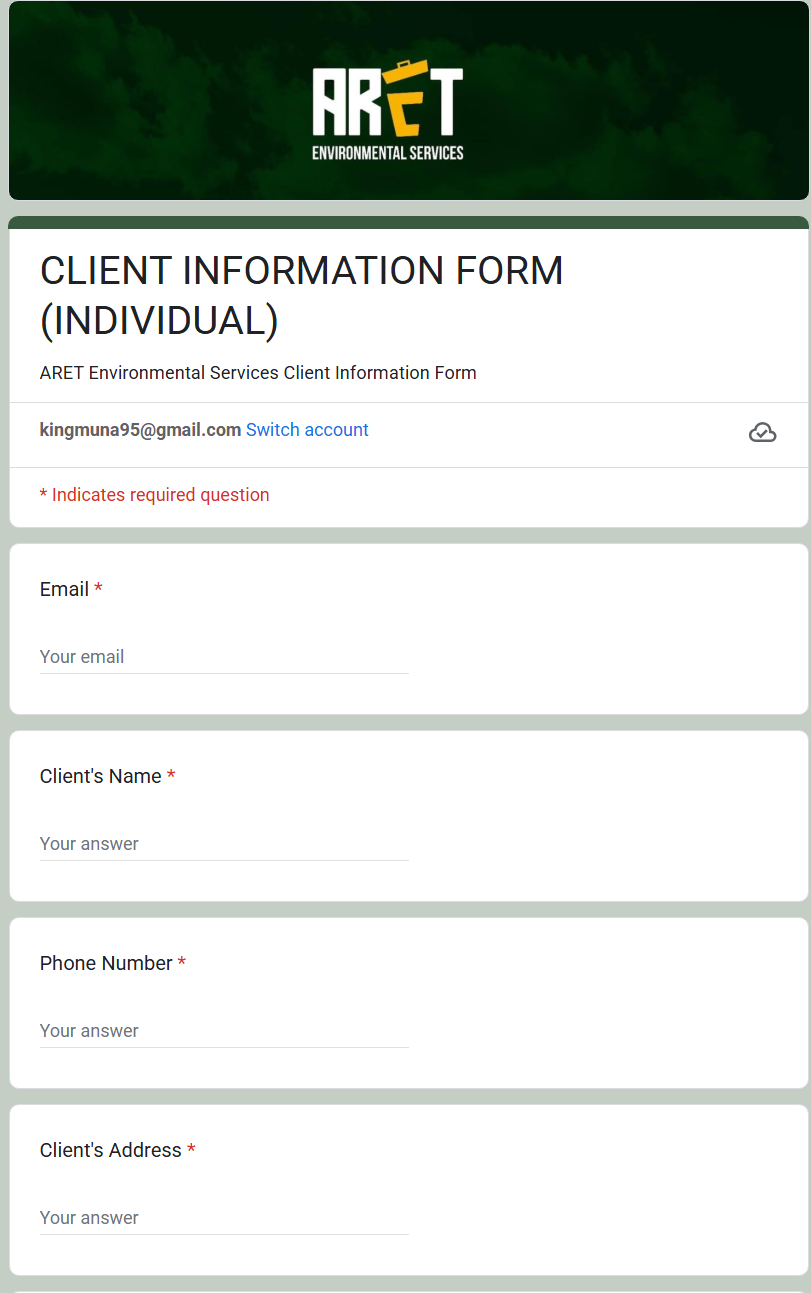 ARET
ENVIRONMENTAL SERVICES
CLIENT INFORMATION FORM
(INDIVIDUAL)
ARET Environmental Services Client Information Form
kingmuna95@gmail.com Switch account
* Indicates required question
Email *
Your email
Client's Name *
Your answer
Phone Number *
Your answer
Client's Address *
Your answer